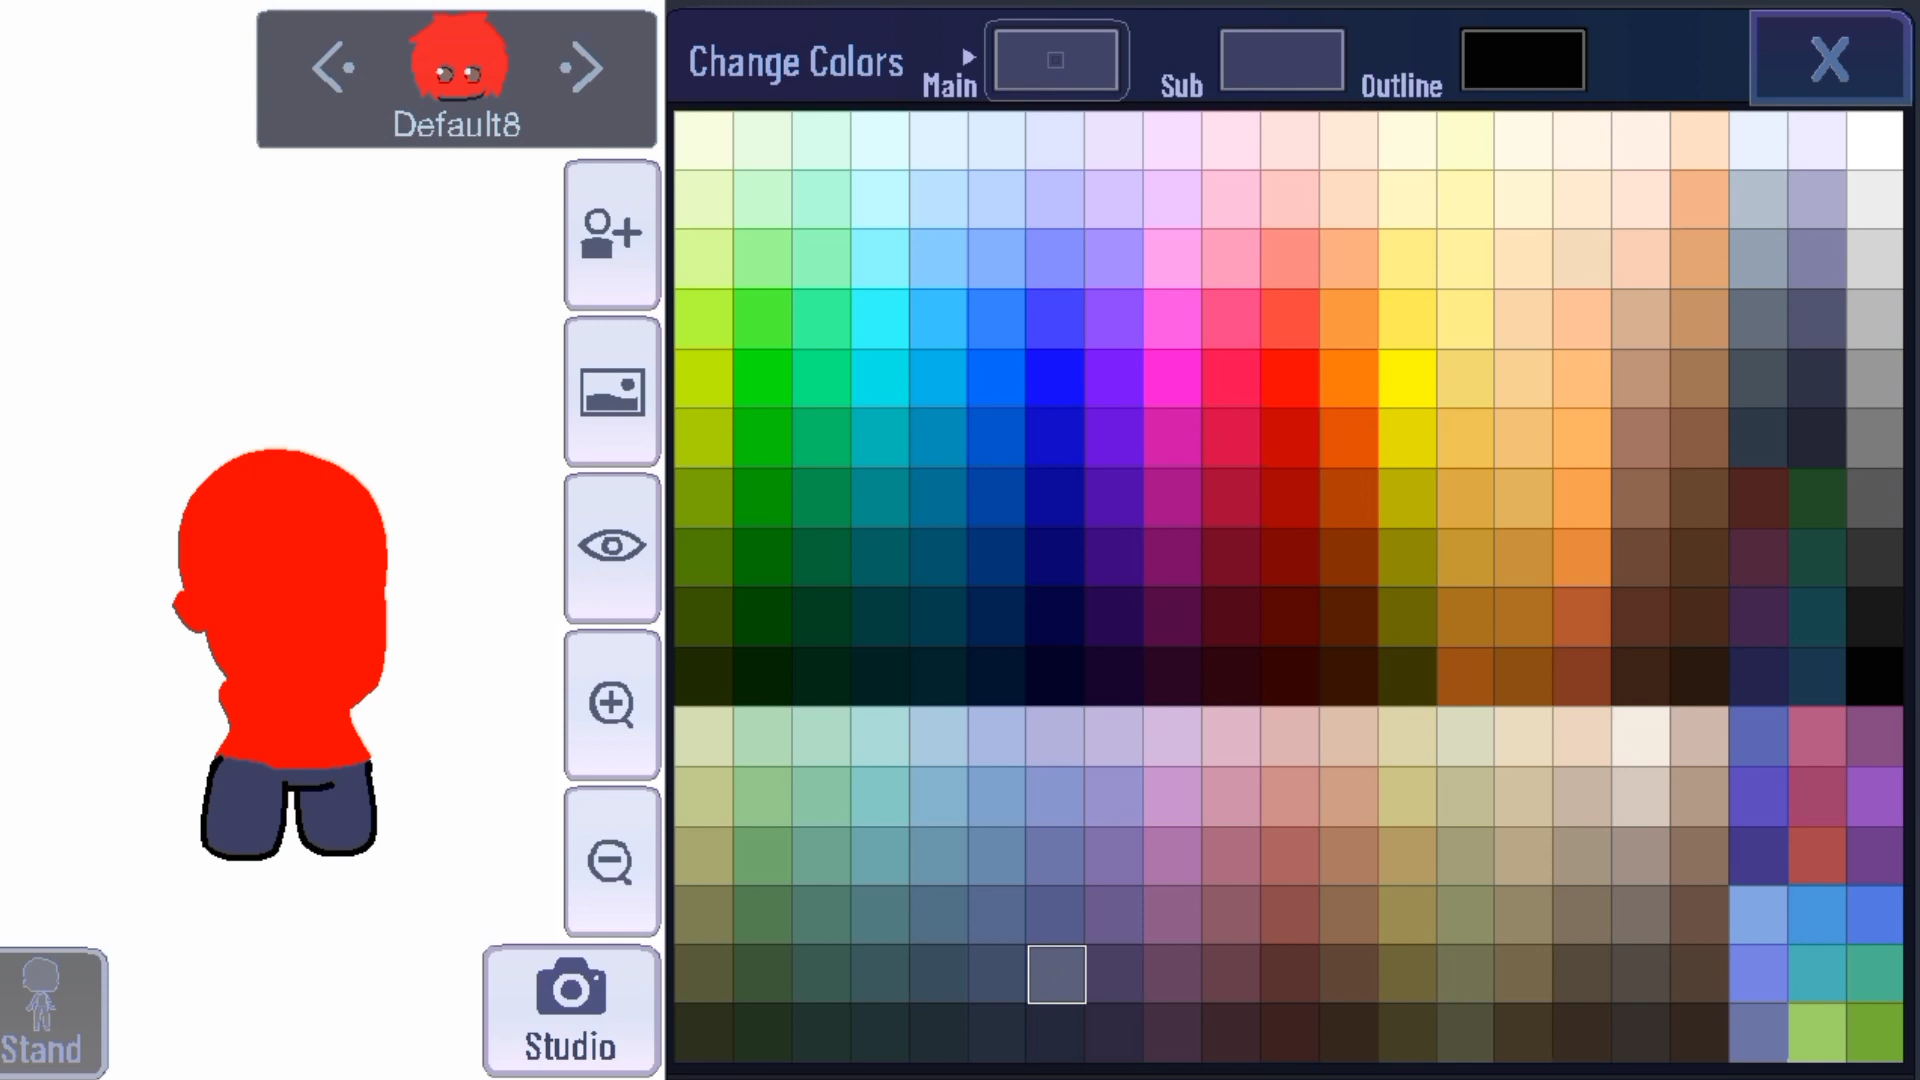 Default8
Change Colors
Main
Sub
Outline
X
Stand
Studio